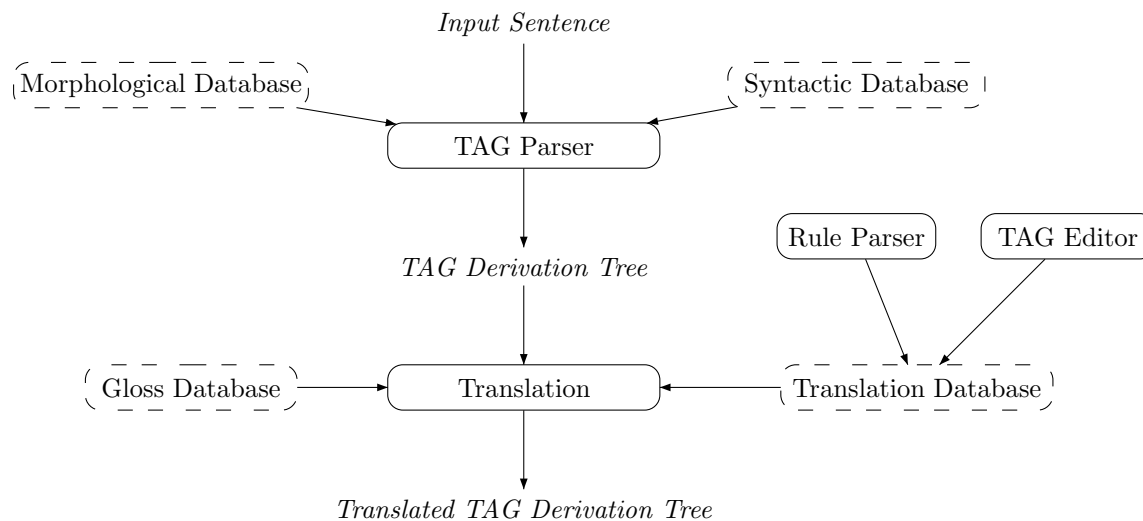 Input Sentence
Morphological Database
Syntactic Database
TAG Parser
Rule Parser
TAG Editor
TAG Derivation Tree
Gloss Database
Translation
Translation Database
Translated TAG Derivation Tree